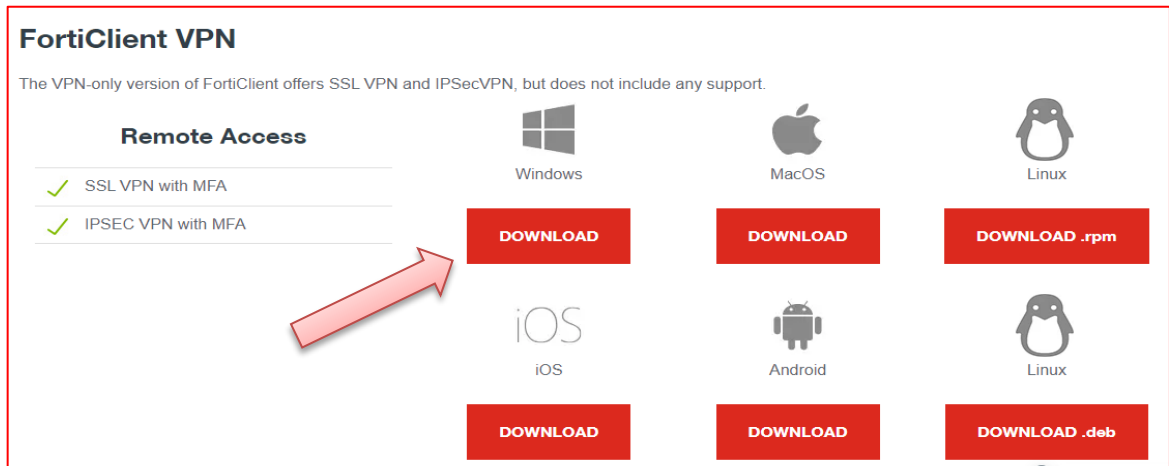 FortiClient VPN
The VPN-only version of FortiClient offers SSL VPN and IPSecVPN, but does not include any support.
Remote Access
SSL VPN with MFA
IPSEC VPN with MFA
Windows
MacOS
Linux
DOWNLOAD
DOWNLOAD
DOWNLOAD .rpm
iOS
iOS
Android
Linux
DOWNLOAD
DOWNLOAD
DOWNLOAD .deb